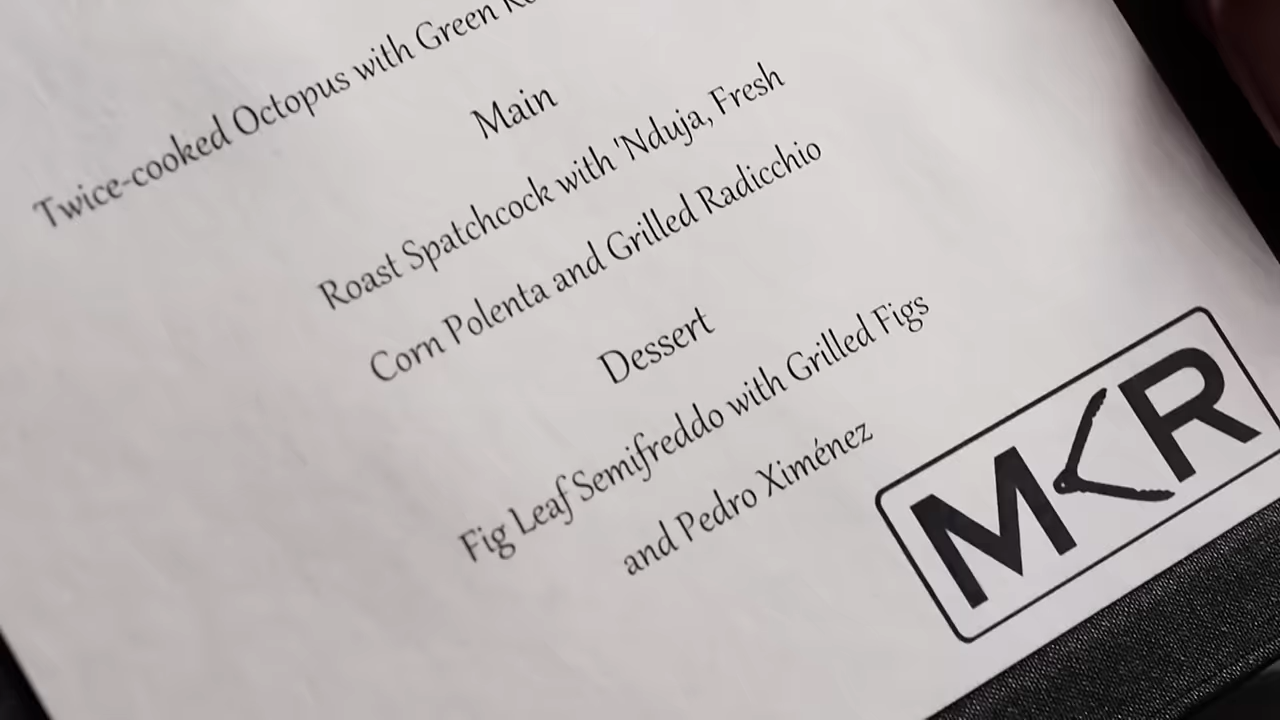 Twice-cooked Octopus with Green
Main
Roast Spatchcock with 'Nduja, Fresh
Corn Polenta and Grilled Radicchio
Dessert
Fig Leaf Semifreddo with Grilled Figs
and Pedro Ximénez
MKR